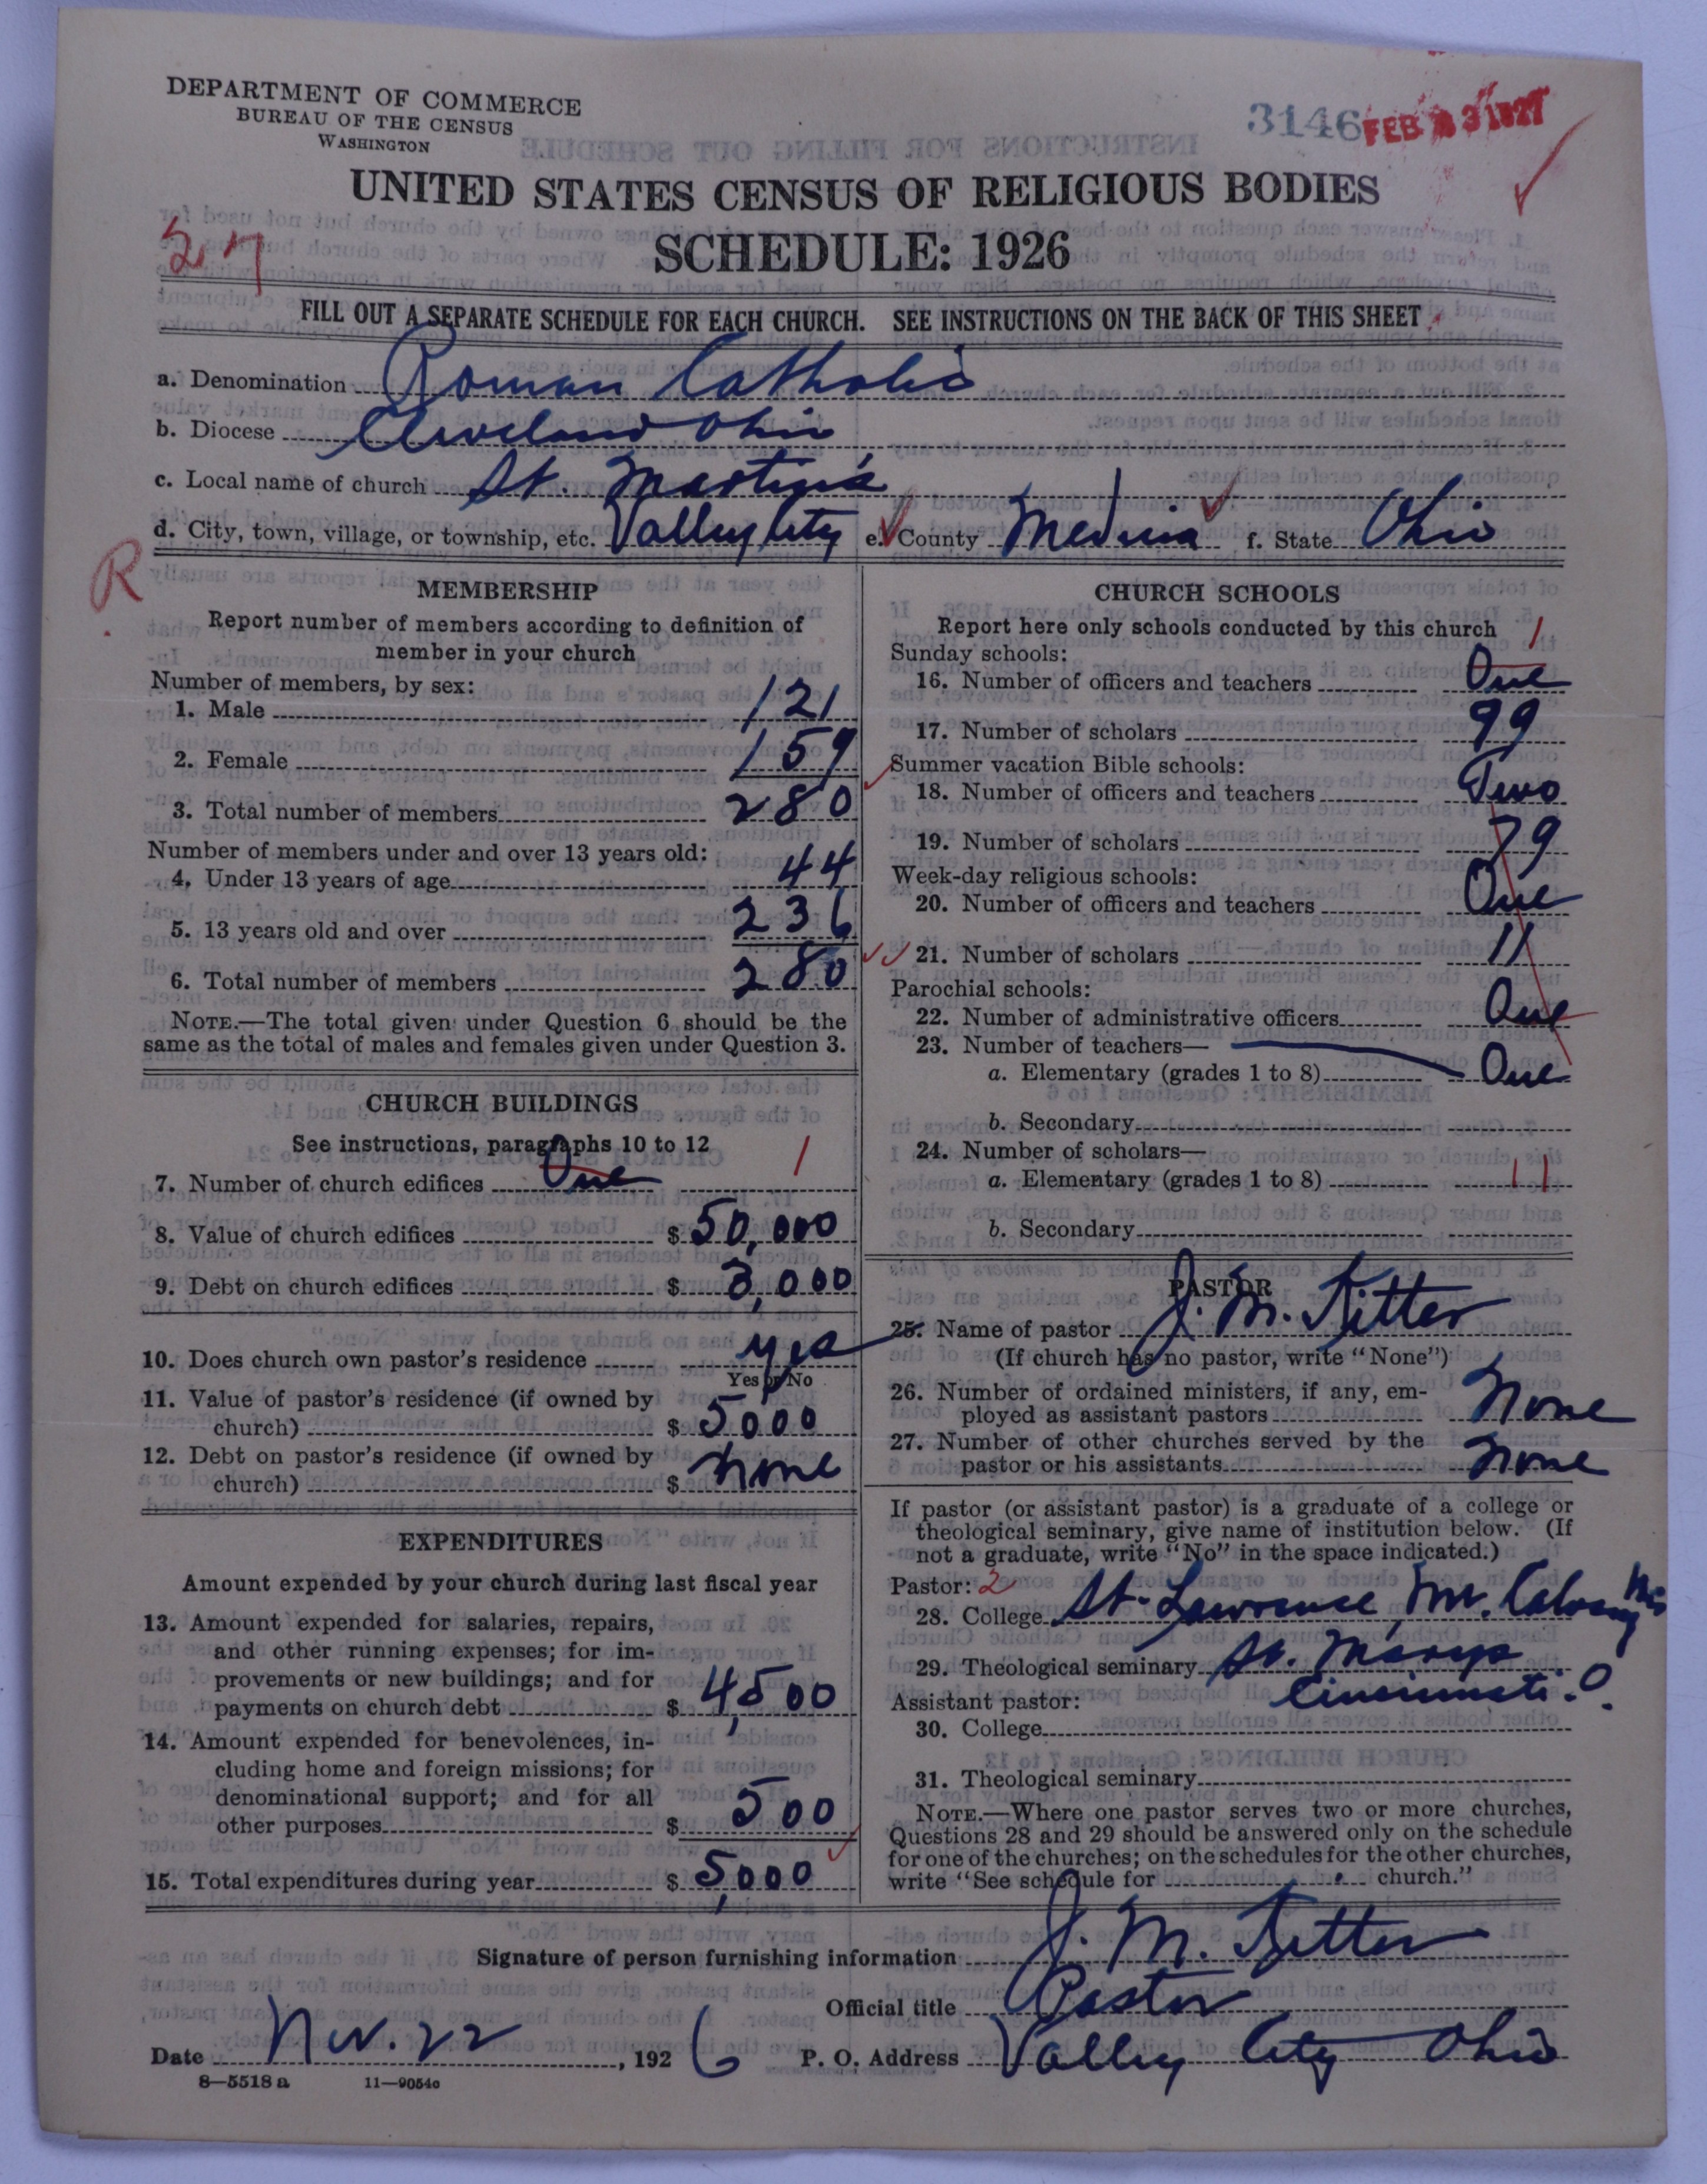 DEPARTMENT OF COMMERCE
BUREAU OF THE CENSUS
WASHINGTON
3146 FEB 3 1927
UNITED STATES CENSUS OF RELIGIOUS BODIES
SCHEDULE: 1926
FILL OUT A SEPARATE SCHEDULE FOR EACH CHURCH. SEE INSTRUCTIONS ON THE BACK OF THIS SHEET
a. Denomination Roman Catholic
b. Diocese Cleveland Ohio
c. Local name of church St. Martin's
d. City, town, village, or township, etc. Valley City e. County Medina f. State Ohio
R
MEMBERSHIP
Report number of members according to definition of
member in your church
Number of members, by sex:
1. Male 121
2. Female 159
3. Total number of members 280
Number of members under and over 13 years old:
4. Under 13 years of age 44
5. 13 years old and over 236
6. Total number of members 280
NOTE.—The total given under Question 6 should be the
same as the total of males and females given under Question 3.
CHURCH BUILDINGS
See instructions, paragraphs 10 to 12
7. Number of church edifices One 1
8. Value of church edifices $ 50,000
9. Debt on church edifices $ 3,000
10. Does church own pastor's residence yes
Yes or No
11. Value of pastor's residence (if owned by
church) $ 5000
12. Debt on pastor's residence (if owned by
church) $ none
EXPENDITURES
Amount expended by your church during last fiscal year
13. Amount expended for salaries, repairs,
and other running expenses; for im-
provements or new buildings; and for
payments on church debt $ 4,500
14. Amount expended for benevolences, in-
cluding home and foreign missions; for
denominational support; and for all
other purposes $ 500
15. Total expenditures during year $ 5,000
CHURCH SCHOOLS
Report here only schools conducted by this church
Sunday schools: 1
16. Number of officers and teachers One
17. Number of scholars 99
Summer vacation Bible schools:
18. Number of officers and teachers Two
19. Number of scholars 79
Week-day religious schools:
20. Number of officers and teachers One
21. Number of scholars 11
Parochial schools:
22. Number of administrative officers One
23. Number of teachers—
a. Elementary (grades 1 to 8) One
b. Secondary
24. Number of scholars—
a. Elementary (grades 1 to 8) 11
b. Secondary
PASTOR
25. Name of pastor J. M. Ritter
(If church has no pastor, write "None")
26. Number of ordained ministers, if any, em-
ployed as assistant pastors None
27. Number of other churches served by the
pastor or his assistants None
If pastor (or assistant pastor) is a graduate of a college or
theological seminary, give name of institution below. (If
not a graduate, write "No" in the space indicated.)
Pastor: 2
28. College St. Lawrence Mt. Calvary Wis
29. Theological seminary St. Marys
Cincinnati. O.
Assistant pastor:
30. College
31. Theological seminary
NOTE.—Where one pastor serves two or more churches,
Questions 28 and 29 should be answered only on the schedule
for one of the churches; on the schedules for the other churches,
write "See schedule for church."
Signature of person furnishing information J. M. Ritter
Official title Pastor
Date Nov. 22, 1926 P. O. Address Valley City Ohio
8—5518 a 11—9054c